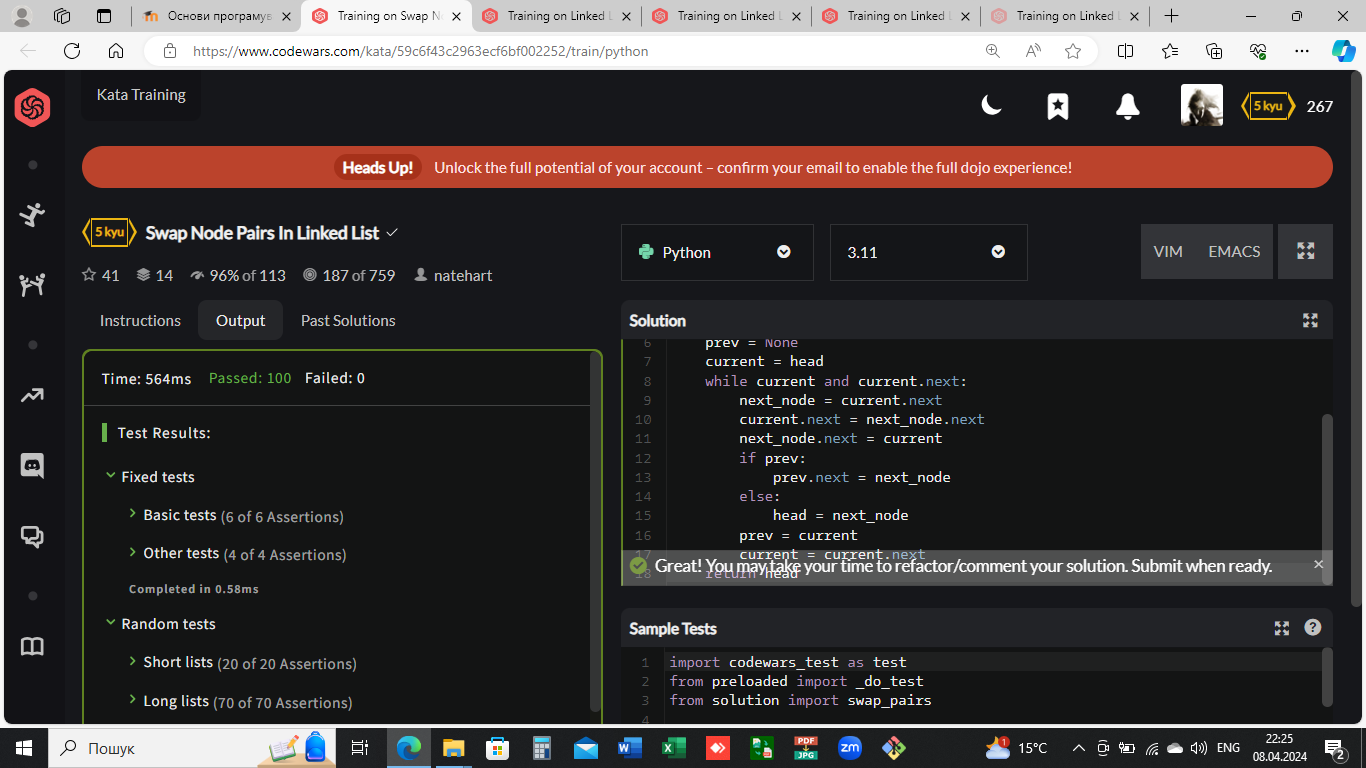 Основи програмув
Training on Swap N
Training on Linked L
Training on Linked L
Training on Linked L
Training on Linked L
https://www.codewars.com/kata/59c6f43c2963ecf6bf002252/train/python
Kata Training
5 kyu 267
Heads Up! Unlock the full potential of your account – confirm your email to enable the full dojo experience!
5 kyu Swap Node Pairs In Linked List
41 14 96% of 113 187 of 759 natehart
Python 3.11 VIM EMACS
Instructions Output Past Solutions
Time: 564ms Passed: 100 Failed: 0
Test Results:
Fixed tests
Basic tests (6 of 6 Assertions)
Other tests (4 of 4 Assertions)
Completed in 0.58ms
Random tests
Short lists (20 of 20 Assertions)
Long lists (70 of 70 Assertions)
Solution
6 prev = None
7 current = head
8 while current and current.next:
9 next_node = current.next
10 current.next = next_node.next
11 next_node.next = current
12 if prev:
13 prev.next = next_node
14 else:
15 head = next_node
16 prev = current
17 current = current.next
18 return head
Great! You may take your time to refactor/comment your solution. Submit when ready.
Sample Tests
1 import codewars_test as test
2 from preloaded import _do_test
3 from solution import swap_pairs
4
Пошук
W
X
PDF
JPG
zm
1
15°C
ENG
22:25
08.04.2024
2